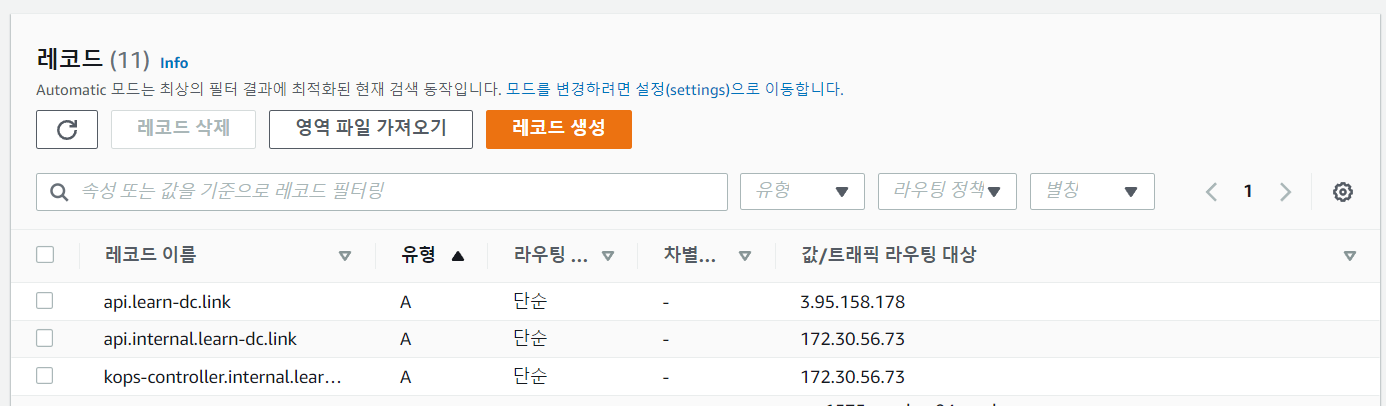 레코드 (11) Info
Automatic 모드는 최상의 필터 결과에 최적화된 현재 검색 동작입니다. 모드를 변경하려면 설정(settings)으로 이동합니다.
레코드 삭제 영역 파일 가져오기 레코드 생성
속성 또는 값을 기준으로 레코드 필터링 유형 라우팅 정책 별칭 1
레코드 이름 유형 라우팅 ... 차별... 값/트래픽 라우팅 대상
api.learn-dc.link A 단순 - 3.95.158.178
api.internal.learn-dc.link A 단순 - 172.30.56.73
kops-controller.internal.lear... A 단순 - 172.30.56.73